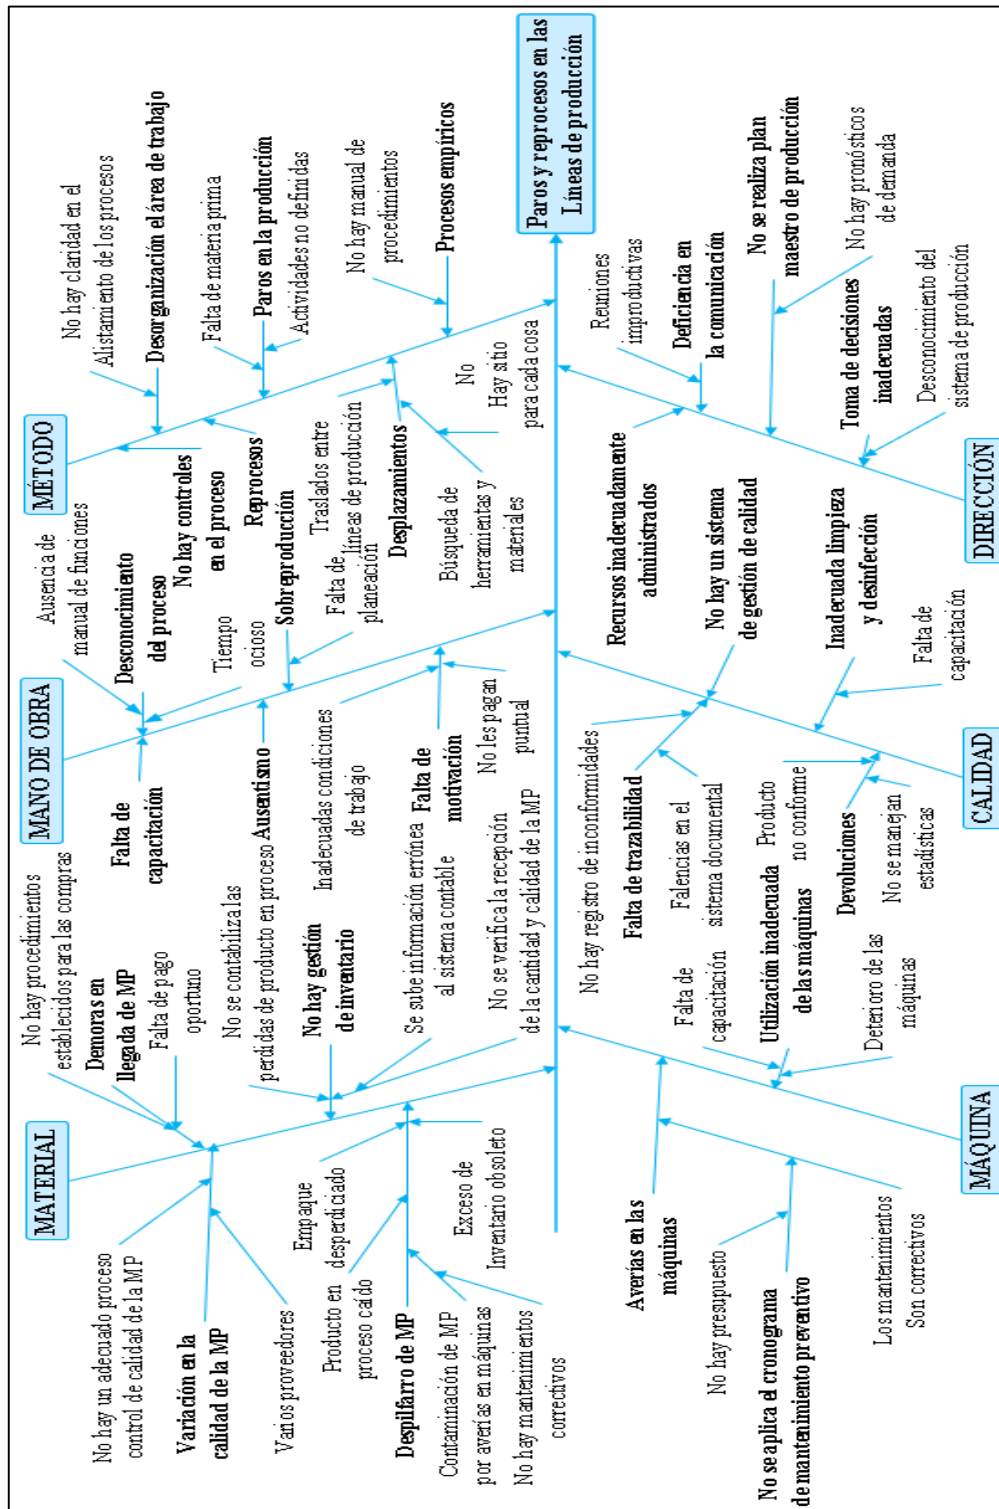 MATERIAL
No hay procedimientos
establecidos para las compras
Demoras en
llegada de MP
Falta de pago
oportuno
No hay un adecuado proceso
control de calidad de la MP
Variación en la
calidad de la MP
Varios proveedores
No se contabiliza las
perdidas de producto en proceso
No hay gestión
de inventario
Se sube información errónea
al sistema contable
No se verifica la recepción
de la cantidad y calidad de la MP
Empaque
desperdiciado
Producto en
proceso caído
Despilfarro de MP
Exceso de
Inventario obsoleto
Contaminación de MP
por averías en máquinas
No hay mantenimientos
correctivos
MANO DE OBRA
Ausencia de
manual de funciones
Desconocimiento
del proceso
Tiempo
ocioso
Falta de
capacitación
Sobreproducción
Falta de
planeación
Ausentismo
Inadecuadas condiciones
de trabajo
Falta de
motivación
No les pagan
puntual
MÉTODO
No hay claridad en el
Alistamiento de los procesos
Desorganización el área de trabajo
No hay controles
en el proceso
Falta de materia prima
Paros en la producción
Actividades no definidas
Reprocesos
Traslados entre
líneas de producción
Desplazamientos
Búsqueda de
herramientas y
materiales
No
Hay sitio
para cada cosa
No hay manual de
procedimientos
Procesos empíricos
Paros y reprocesos en las
Líneas de producción
Averías en las
máquinas
No hay presupuesto
No se aplica el cronograma
de mantenimiento preventivo
Los mantenimientos
Son correctivos
Falta de
capacitación
Utilización inadecuada
de las máquinas
Deterioro de las
máquinas
MÁQUINA
No hay registro de inconformidades
Falta de trazabilidad
Falencias en el
sistema documental
No hay un sistema
de gestión de calidad
Producto
no conforme
Devoluciones
No se manejan
estadísticas
Inadecuada limpieza
y desinfección
Falta de
capacitación
CALIDAD
Recursos inadecuadamente
administrados
Reuniones
improductivas
Deficiencia en
la comunicación
No se realiza plan
maestro de producción
No hay pronósticos
de demanda
Toma de decisiones
inadecuadas
Desconocimiento del
sistema de producción
DIRECCIÓN